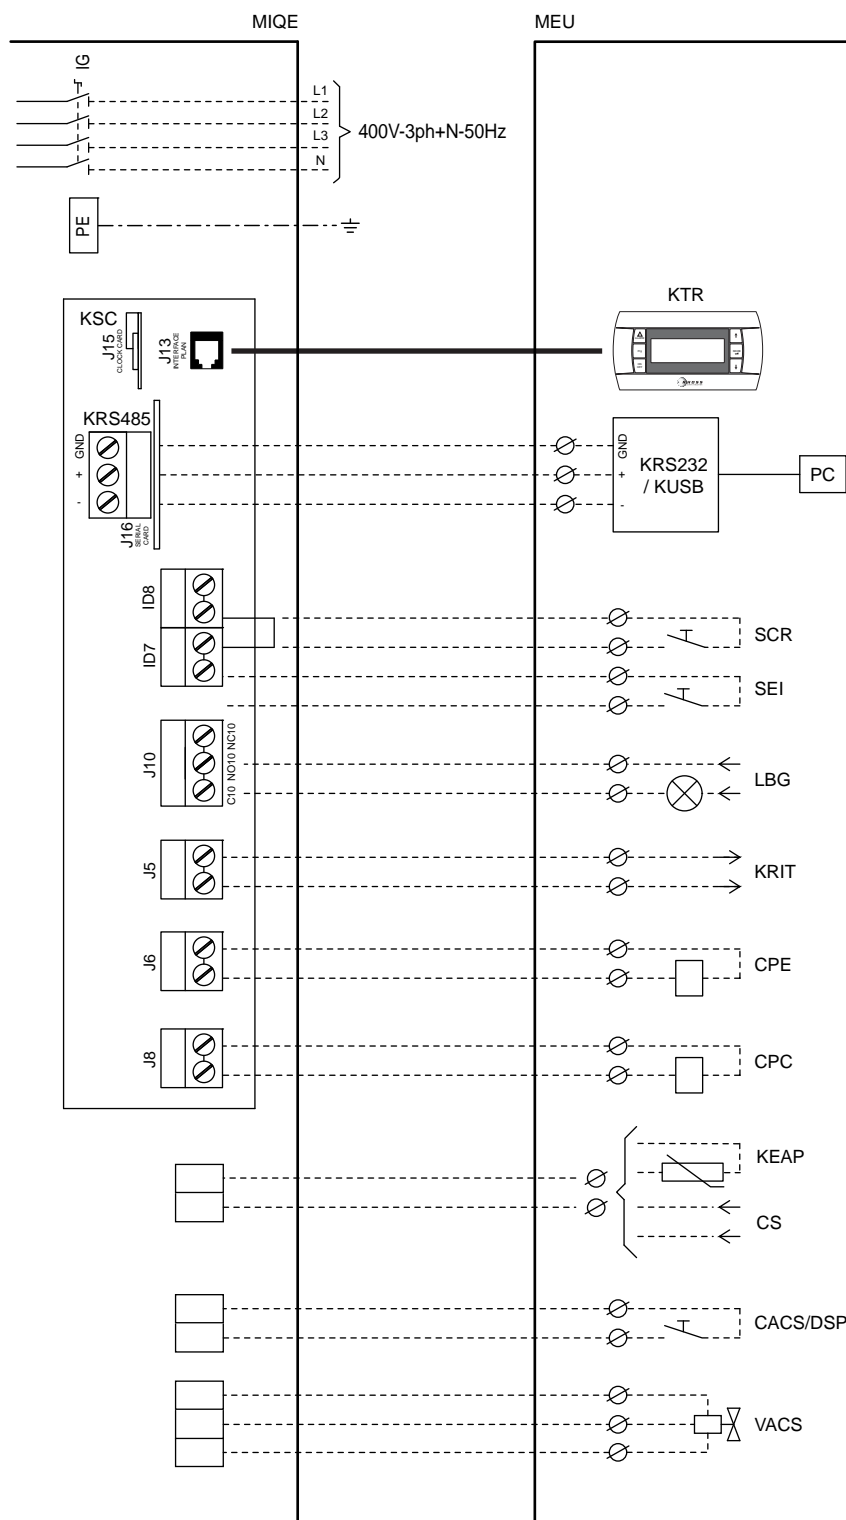 MIQE
MEU
IG
L1
L2
L3
N
400V-3ph+N-50Hz
PE
KSC
J15
CLOCK CARD
J13
INTERFACE
PLAN
KTR
KRS485
GND
+
-
J16
SERIAL
CARD
GND
+
-
KRS232
/ KUSB
PC
ID8
ID7
SCR
SEI
J10
C10 NO10 NC10
LBG
J5
KRIT
J6
CPE
J8
CPC
KEAP
CS
CACS/DSP
VACS